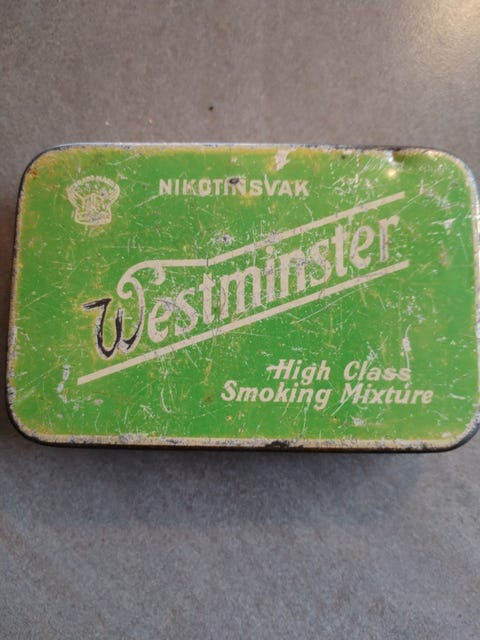 NIKOTINSVAK
Westminster
High Class
Smoking Mixture